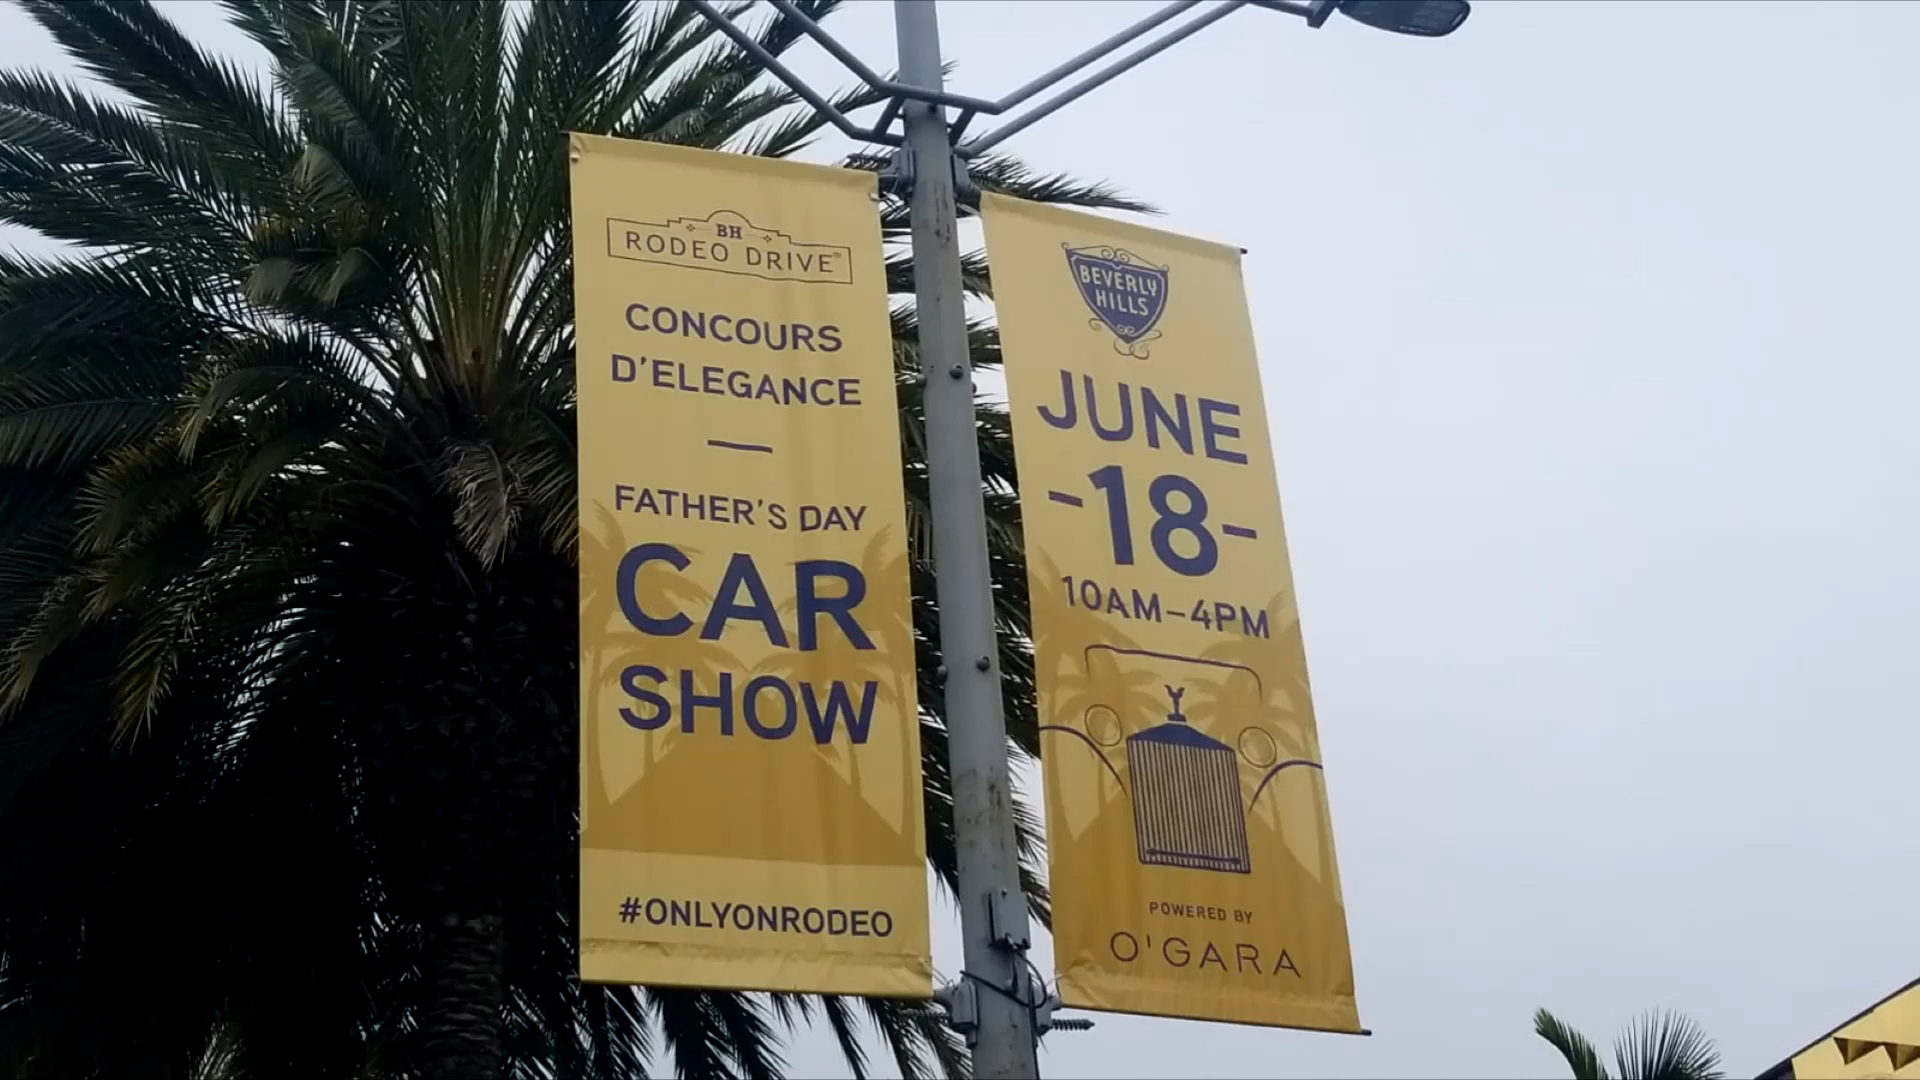 BH
RODEO DRIVE®
CONCOURS
D'ELEGANCE
—
FATHER'S DAY
CAR
SHOW
#ONLYONRODEO
BEVERLY
HILLS
JUNE
-18-
10AM–4PM
POWERED BY
O'GARA